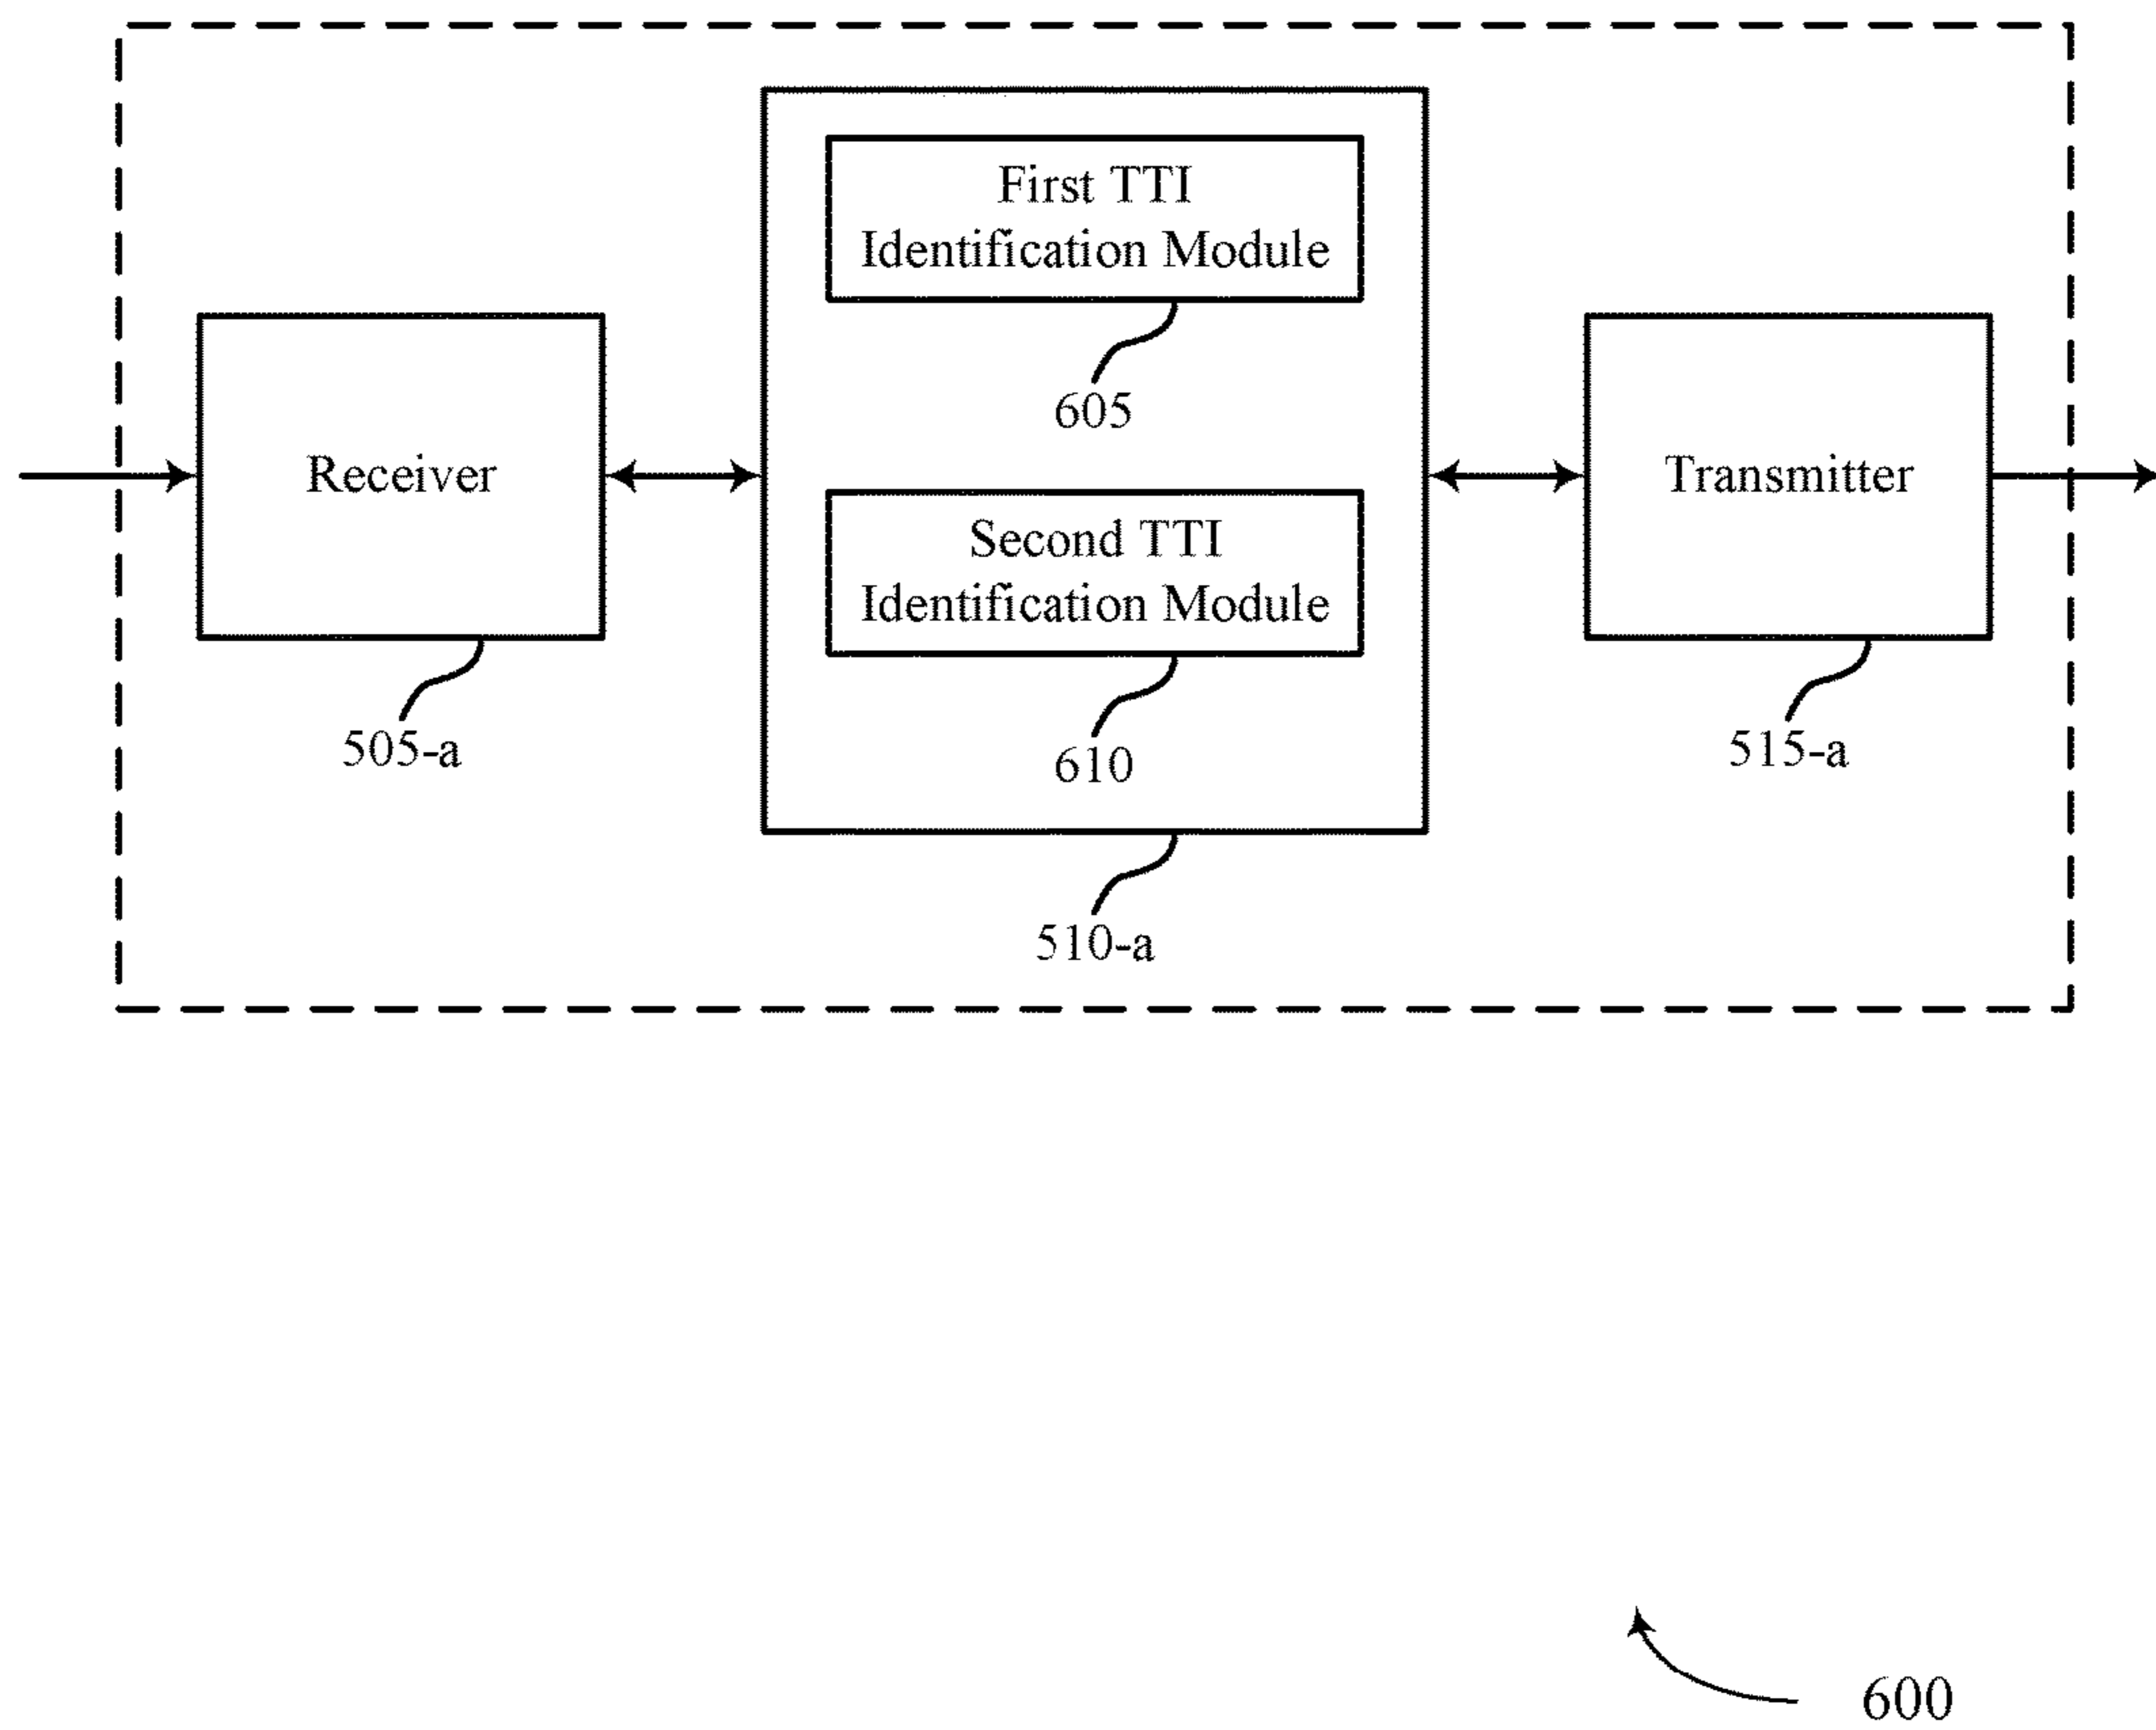 First TTI
Identification Module
605
Receiver
Transmitter
Second TTI
Identification Module
505-a
610
515-a
510-a
600